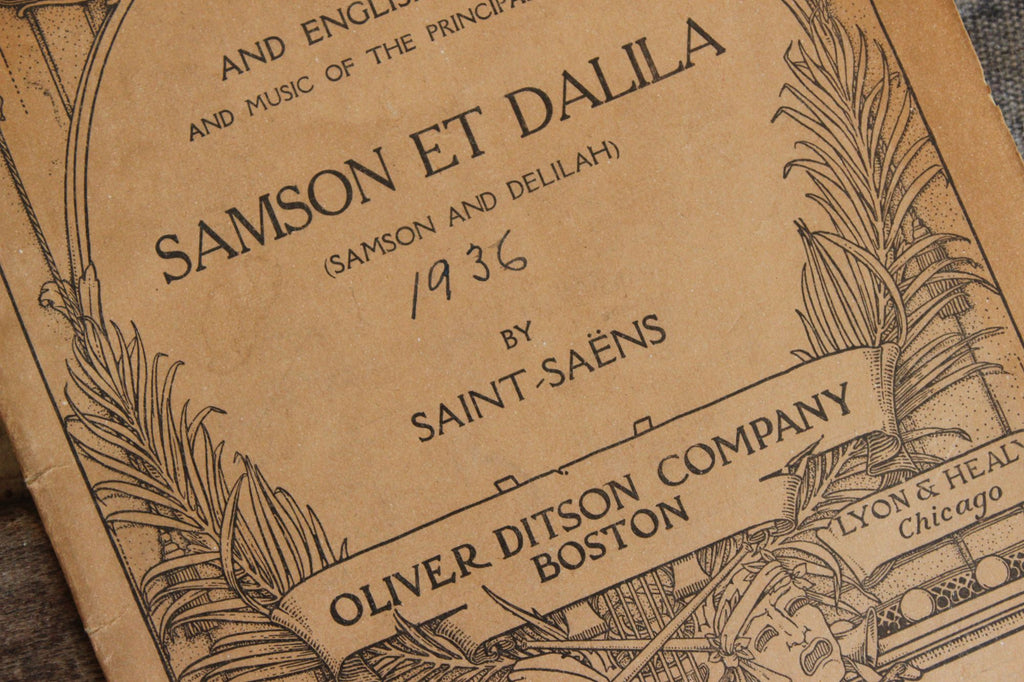 AND ENGLISH
AND MUSIC OF THE PRINCIPAL
SAMSON ET DALILA
(SAMSON AND DELILAH)
1936
BY
SAINT-SAËNS
OLIVER DITSON COMPANY
BOSTON
LYON & HEALY
Chicago